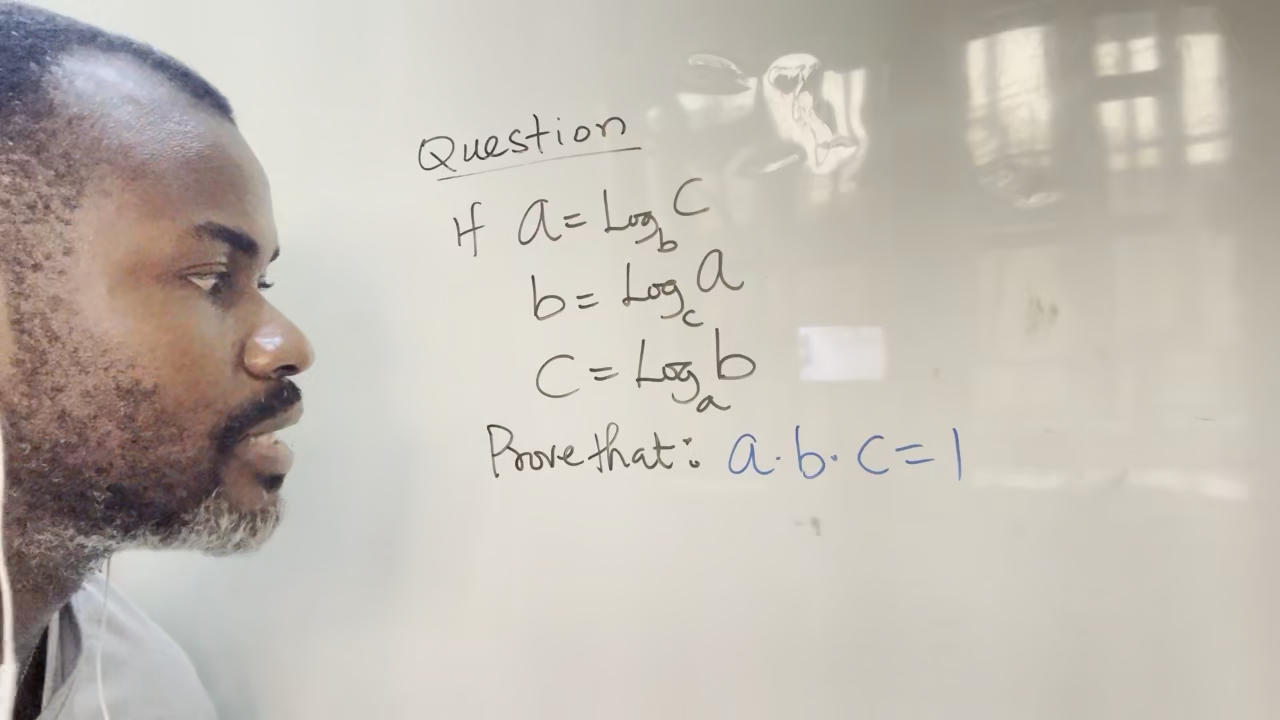 Question
If a = Log_b c
b = Log_c a
c = Log_a b
Prove that: a · b · c = 1